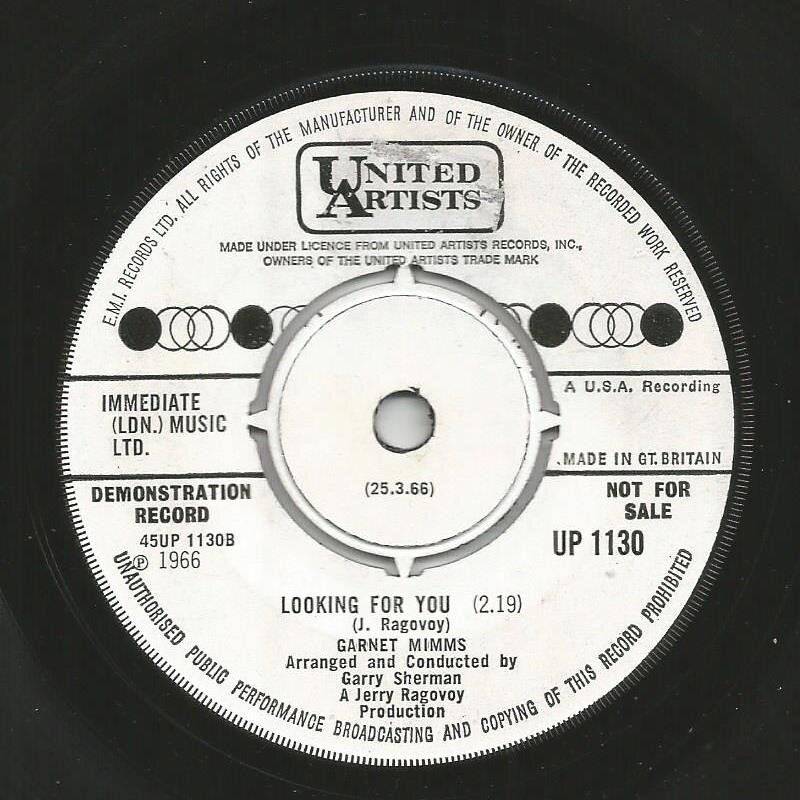 E.M.I. RECORDS LTD. ALL RIGHTS OF THE MANUFACTURER AND OF THE OWNER OF THE RECORDED WORK RESERVED
UNITED
ARTISTS
MADE UNDER LICENCE FROM UNITED ARTISTS RECORDS, INC.,
OWNERS OF THE UNITED ARTISTS TRADE MARK
IMMEDIATE
(LDN.) MUSIC
LTD.
A U.S.A. Recording
MADE IN GT. BRITAIN
(25.3.66)
DEMONSTRATION
RECORD
45UP 1130B
℗ 1966
NOT FOR
SALE
UP 1130
LOOKING FOR YOU (2.19)
(J. Ragovoy)
GARNET MIMMS
Arranged and Conducted by
Garry Sherman
A Jerry Ragovoy
Production
UNAUTHORISED PUBLIC PERFORMANCE BROADCASTING AND COPYING OF THIS RECORD PROHIBITED